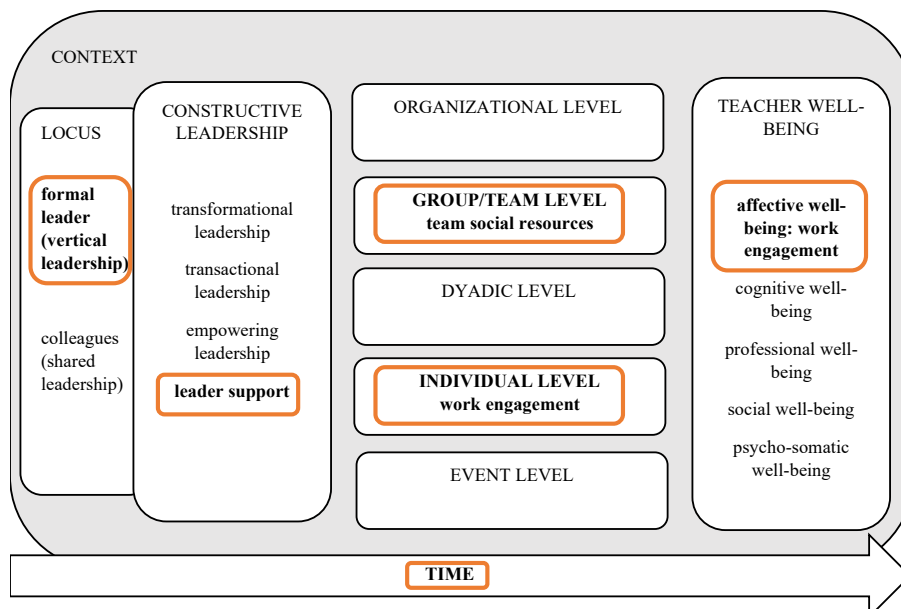 CONTEXT
LOCUS
formal
leader
(vertical
leadership)
colleagues
(shared
leadership)
CONSTRUCTIVE
LEADERSHIP
transformational
leadership
transactional
leadership
empowering
leadership
leader support
ORGANIZATIONAL LEVEL
GROUP/TEAM LEVEL
team social resources
DYADIC LEVEL
INDIVIDUAL LEVEL
work engagement
EVENT LEVEL
TEACHER WELL-
BEING
affective well-
being: work
engagement
cognitive well-
being
professional well-
being
social well-being
psycho-somatic
well-being
TIME